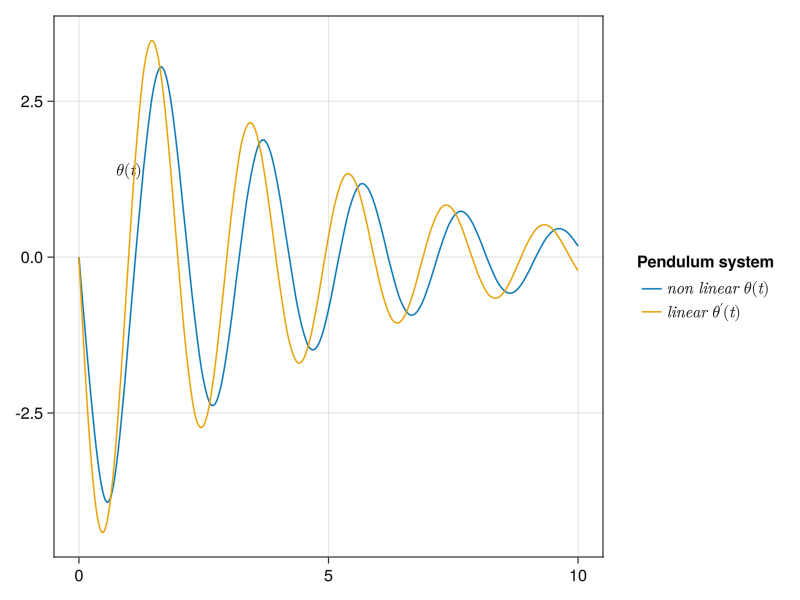 2.5
θ(t)
0.0
-2.5
0
5
10
Pendulum system
non linear θ(t)
linear θ′(t)